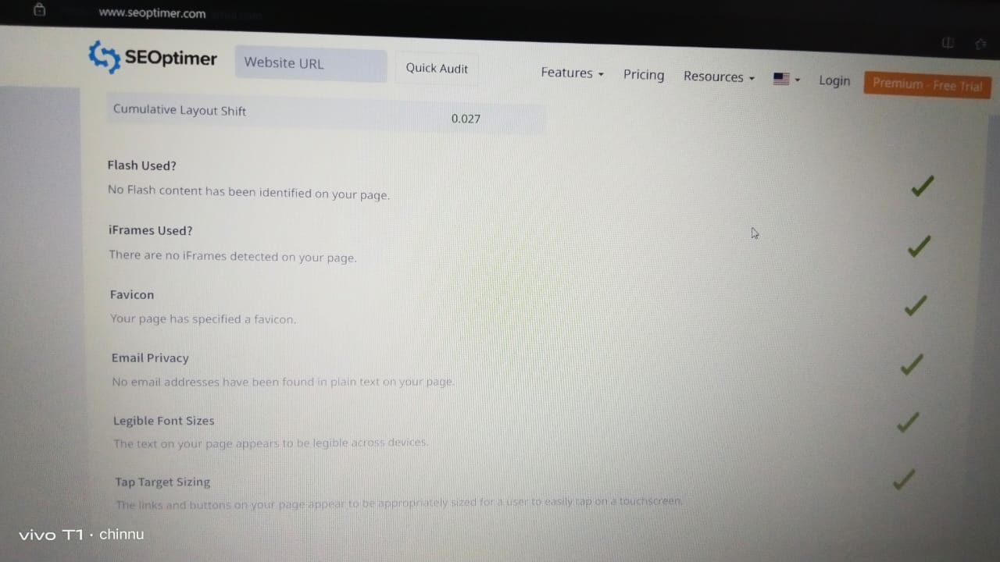 www.seoptimer.com
SEOptimer
Website URL
Quick Audit
Features
Pricing
Resources
Login
Premium - Free Trial
Cumulative Layout Shift
0.027
Flash Used?
No Flash content has been identified on your page.
iFrames Used?
There are no iFrames detected on your page.
Favicon
Your page has specified a favicon.
Email Privacy
No email addresses have been found in plain text on your page.
Legible Font Sizes
The text on your page appears to be legible across devices.
Tap Target Sizing
The links and buttons on your page appear to be appropriately sized for a user to easily tap on a touchscreen.
vivo T1 · chinnu